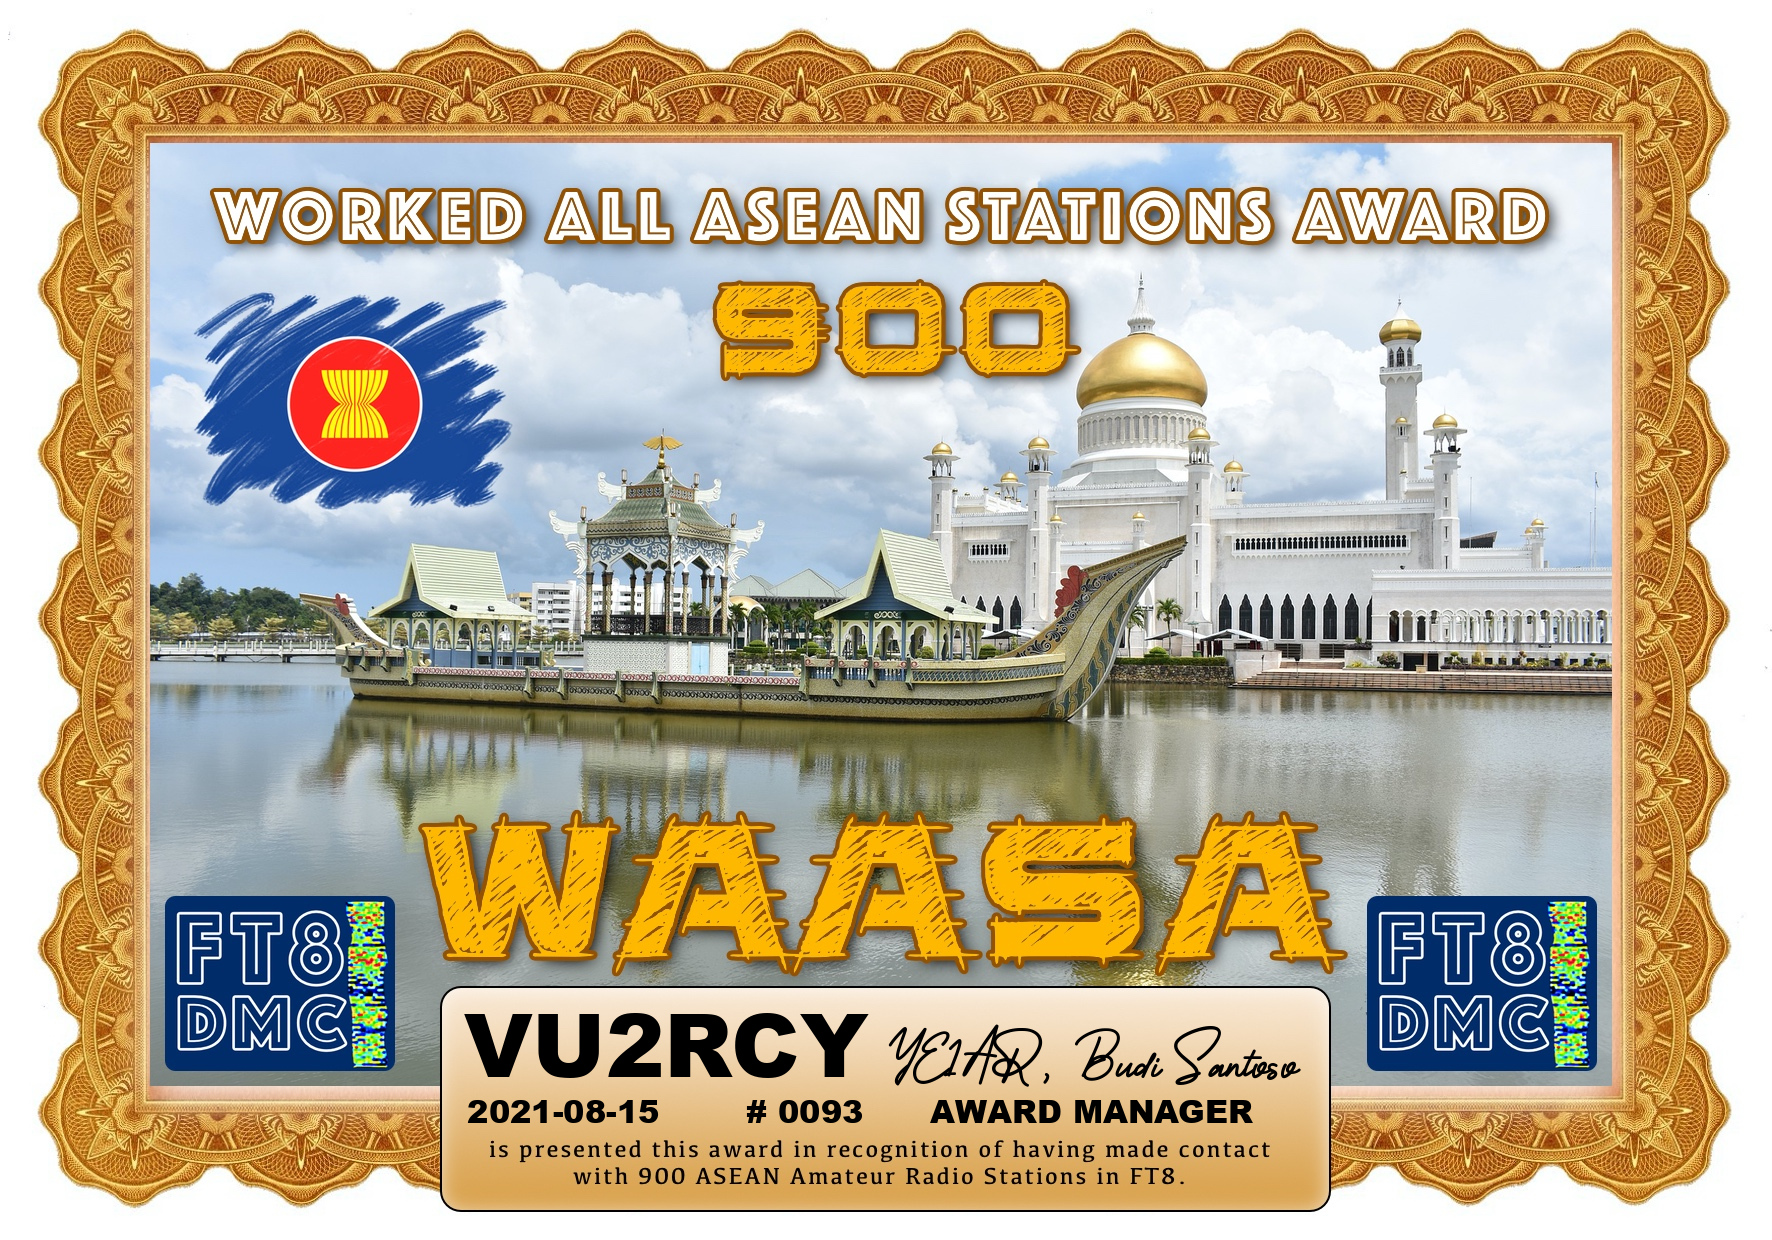 WORKED ALL ASEAN STATIONS AWARD
900
WAASA
FT8
DMC
FT8
DMC
VU2RCY YE1AR, Budi Santoso
2021-08-15 # 0093 AWARD MANAGER
is presented this award in recognition of having made contact
with 900 ASEAN Amateur Radio Stations in FT8.